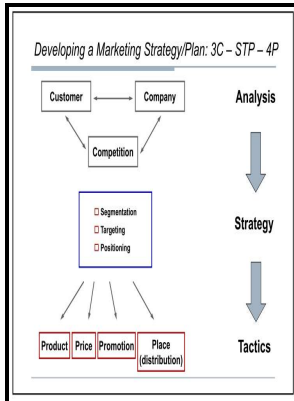 Developing a Marketing Strategy/Plan: 3C – STP – 4P
Customer
Company
Analysis
Competition
Segmentation
Targeting
Positioning
Strategy
Product
Price
Promotion
Place
(distribution)
Tactics